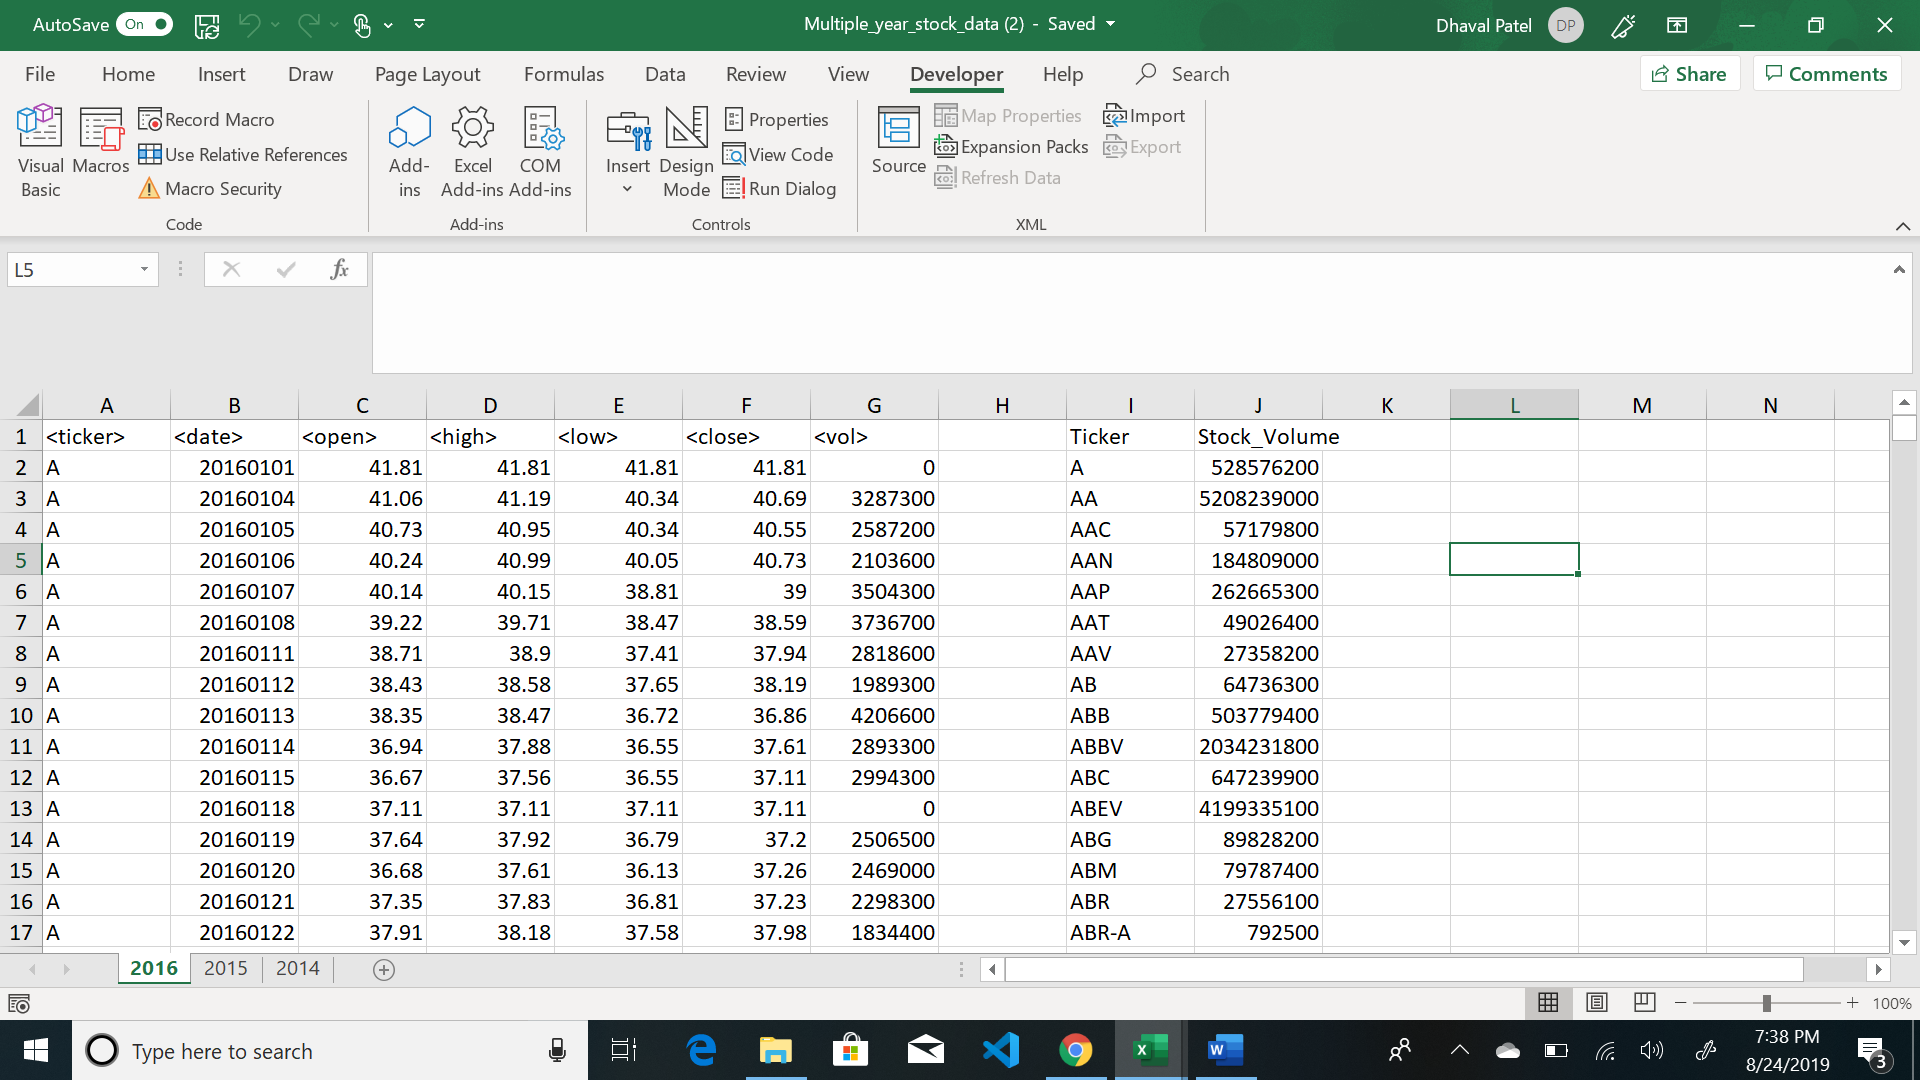 AutoSave On Multiple_year_stock_data (2) - Saved Dhaval Patel DP
File Home Insert Draw Page Layout Formulas Data Review View Developer Help Search Share Comments
Visual Basic
Macros
Record Macro
Use Relative References
Macro Security
Code
Add-ins
Excel Add-ins
COM Add-ins
Add-ins
Insert
Design Mode
Properties
View Code
Run Dialog
Controls
Source
Map Properties
Expansion Packs
Refresh Data
Import
Export
XML
L5 fx
A B C D E F G H I J K L M N
1 <ticker> <date> <open> <high> <low> <close> <vol> Ticker Stock_Volume
2 A 20160101 41.81 41.81 41.81 41.81 0 A 528576200
3 A 20160104 41.06 41.19 40.34 40.69 3287300 AA 5208239000
4 A 20160105 40.73 40.95 40.34 40.55 2587200 AAC 57179800
5 A 20160106 40.24 40.99 40.05 40.73 2103600 AAN 184809000
6 A 20160107 40.14 40.15 38.81 39 3504300 AAP 262665300
7 A 20160108 39.22 39.71 38.47 38.59 3736700 AAT 49026400
8 A 20160111 38.71 38.9 37.41 37.94 2818600 AAV 27358200
9 A 20160112 38.43 38.58 37.65 38.19 1989300 AB 64736300
10 A 20160113 38.35 38.47 36.72 36.86 4206600 ABB 503779400
11 A 20160114 36.94 37.88 36.55 37.61 2893300 ABBV 2034231800
12 A 20160115 36.67 37.56 36.55 37.11 2994300 ABC 647239900
13 A 20160118 37.11 37.11 37.11 37.11 0 ABEV 4199335100
14 A 20160119 37.64 37.92 36.79 37.2 2506500 ABG 89828200
15 A 20160120 36.68 37.61 36.13 37.26 2469000 ABM 79787400
16 A 20160121 37.35 37.83 36.81 37.23 2298300 ABR 27556100
17 A 20160122 37.91 38.18 37.58 37.98 1834400 ABR-A 792500
2016 2015 2014
100%
Type here to search
7:38 PM
8/24/2019
3